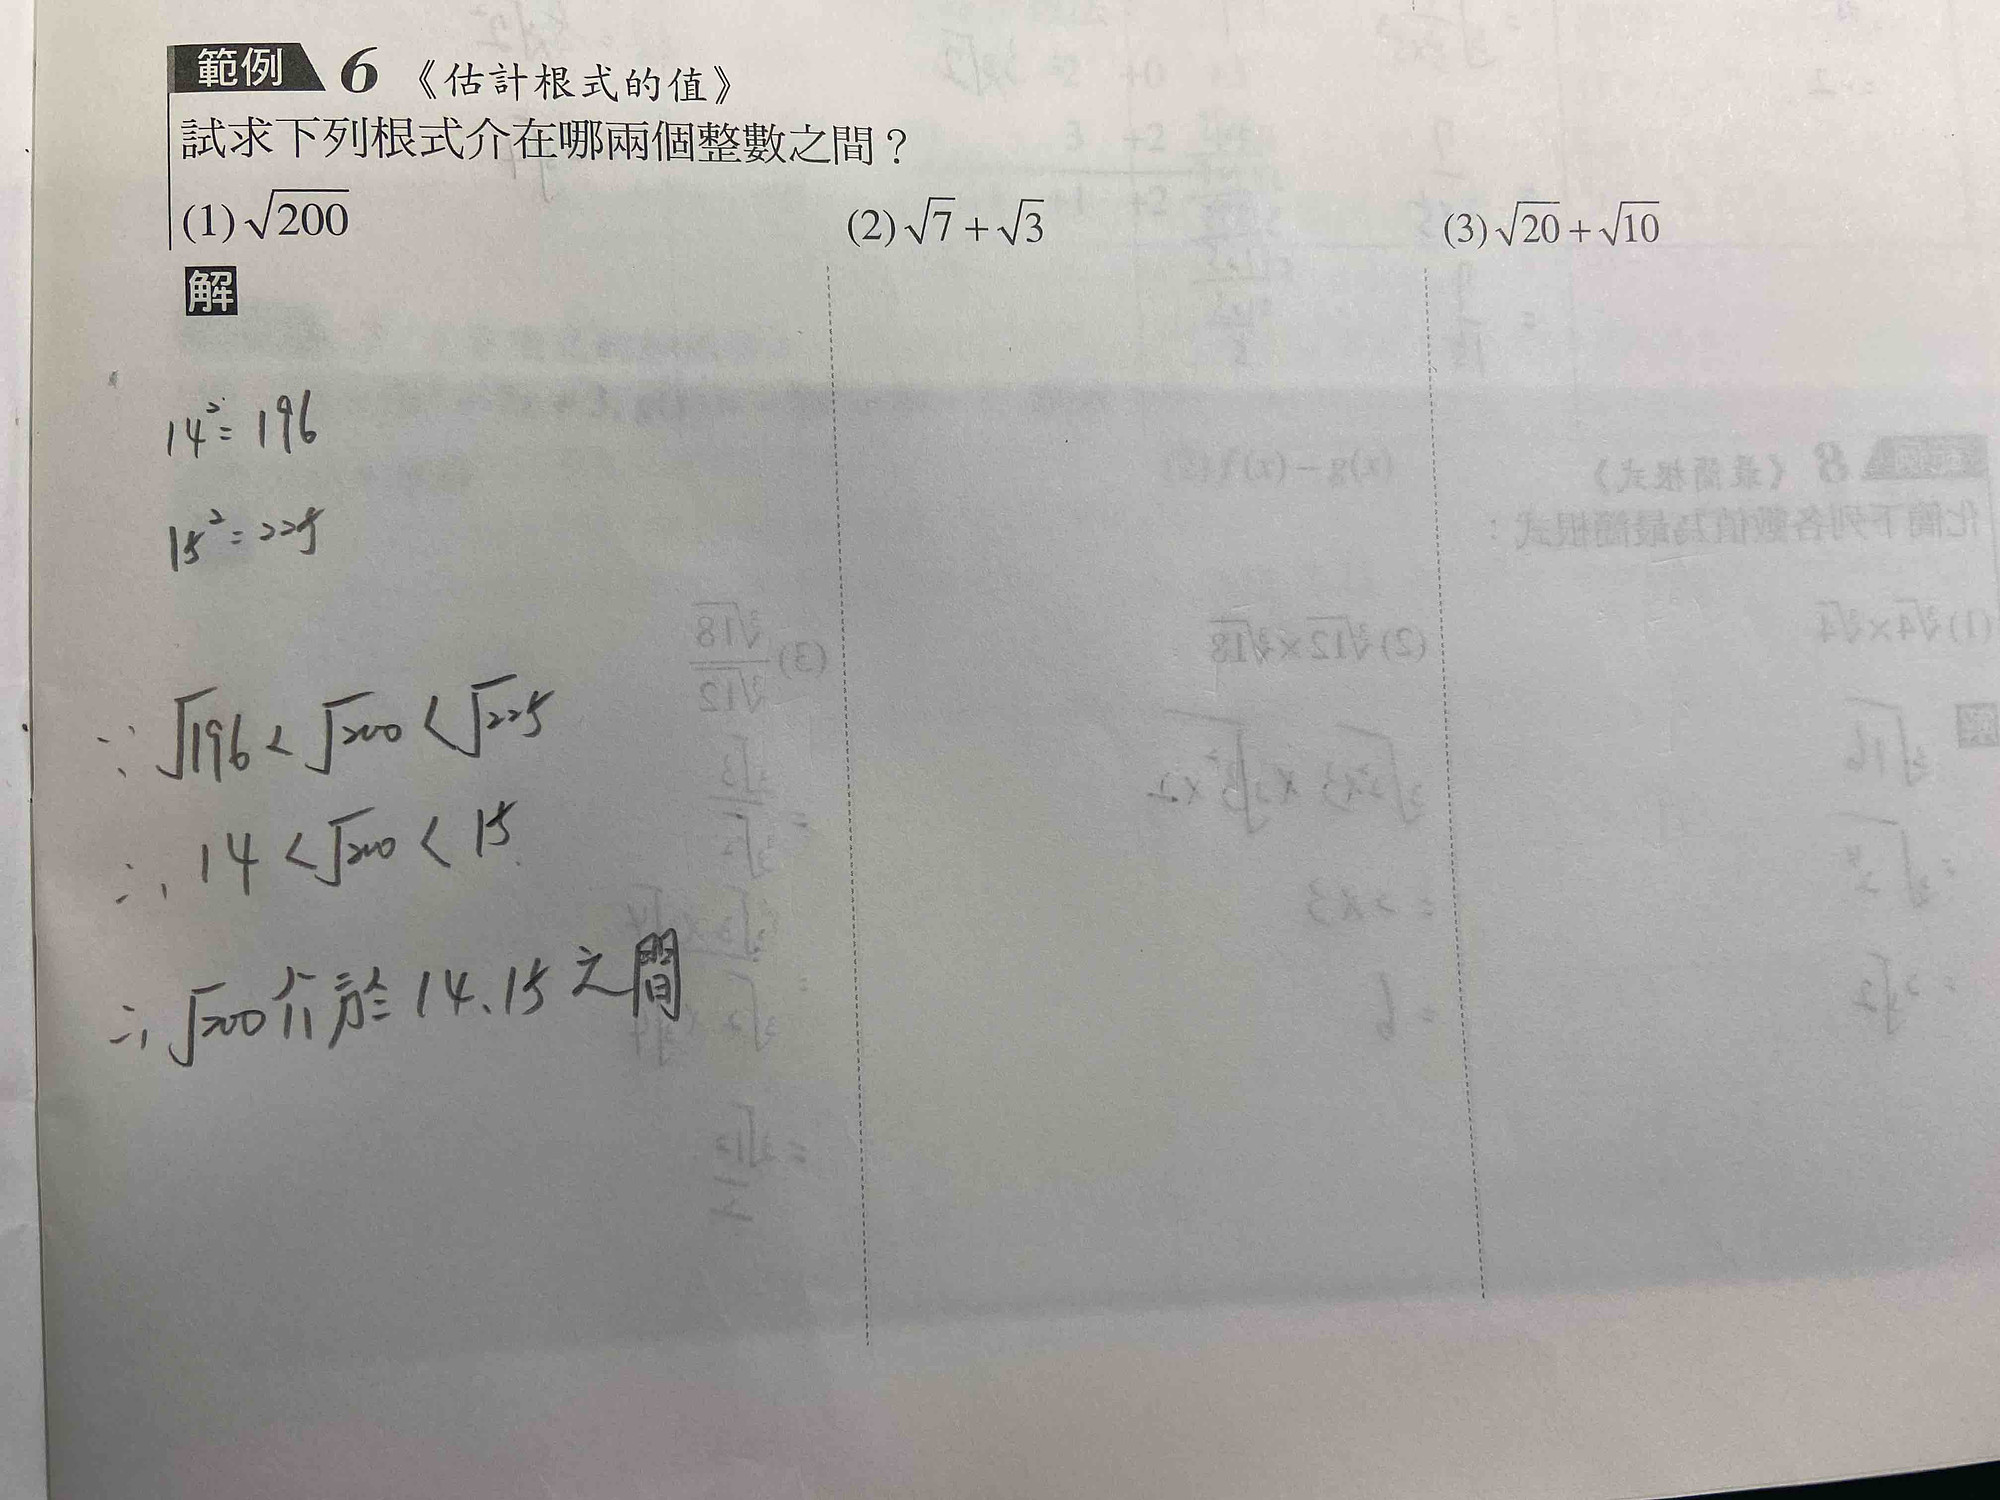 範例 6 《估計根式的值》
試求下列根式介在哪兩個整數之間？
(1) √200 (2) √7 + √3 (3) √20 + √10
解
14² = 196
15² = 225
∵ √196 < √200 < √225
∴ 14 < √200 < 15
∴ √200 介於 14、15 之間